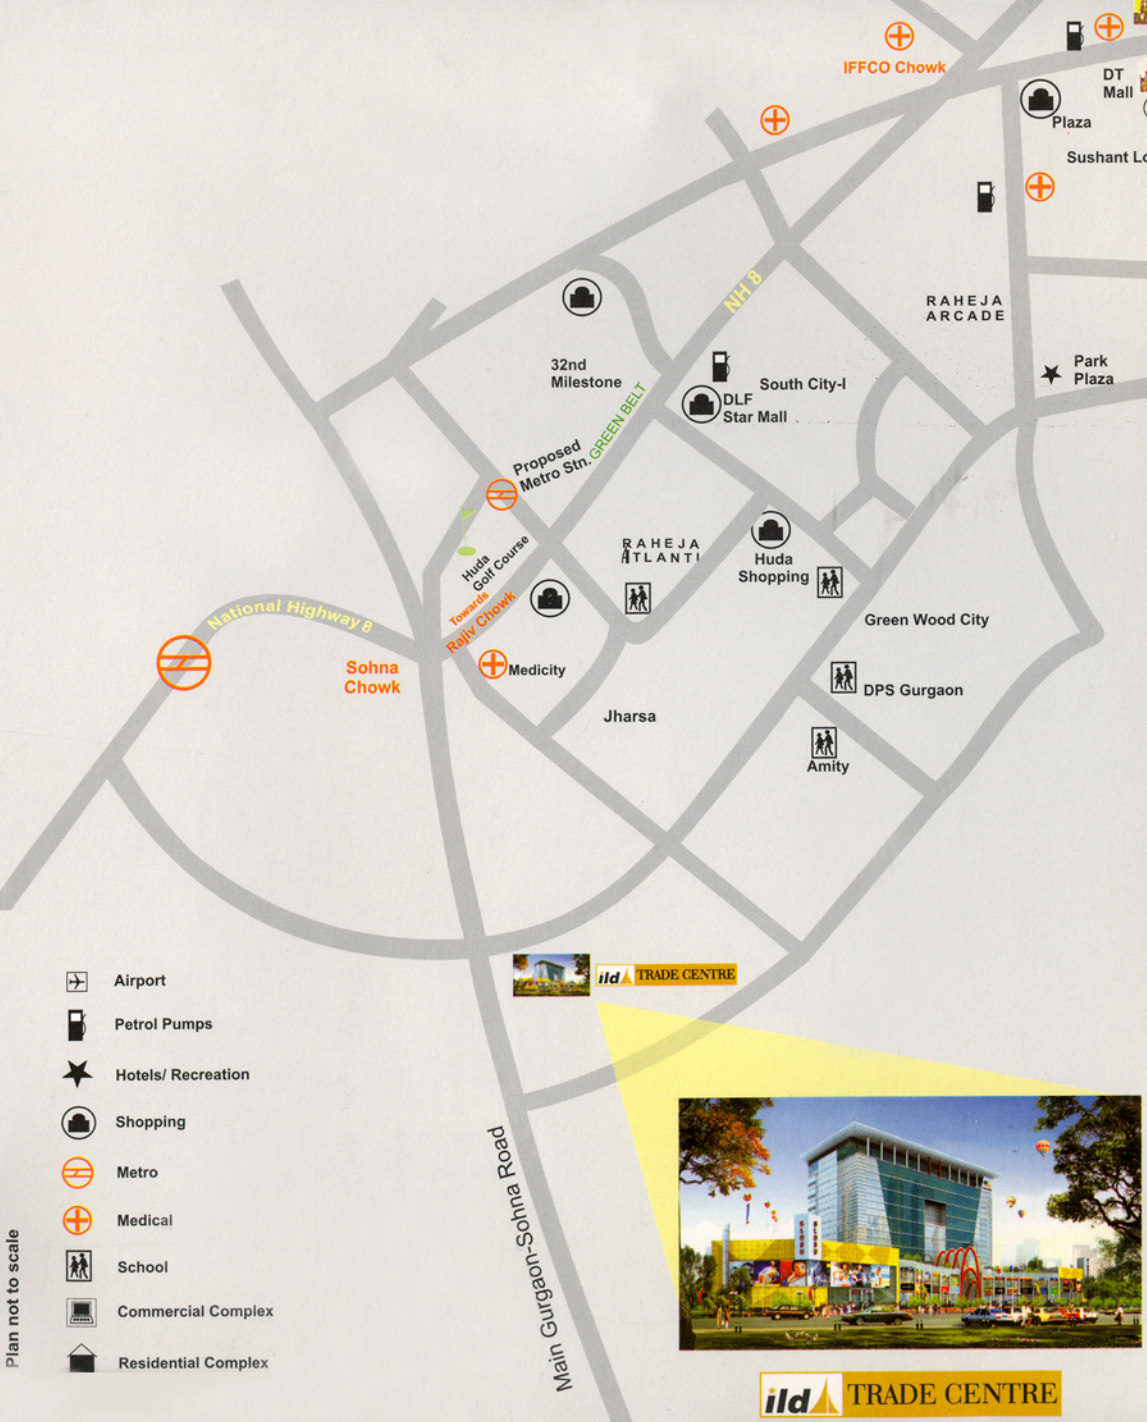 IFFCO Chowk
DT
Mall
Plaza
Sushant Lo
NH 8
RAHEJA
ARCADE
32nd
Milestone
Park
Plaza
South City-I
DLF
Star Mall
GREEN BELT
Proposed
Metro Stn.
RAHEJA
ATLANTI
Huda
Golf Course
Huda
Shopping
Towards
Rajiv Chowk
National Highway 8
Green Wood City
Sohna
Chowk
Medicity
DPS Gurgaon
Jharsa
Amity
ild TRADE CENTRE
Airport
Petrol Pumps
Hotels/ Recreation
Shopping
Metro
Medical
School
Commercial Complex
Residential Complex
Plan not to scale
Main Gurgaon-Sohna Road
ild TRADE CENTRE